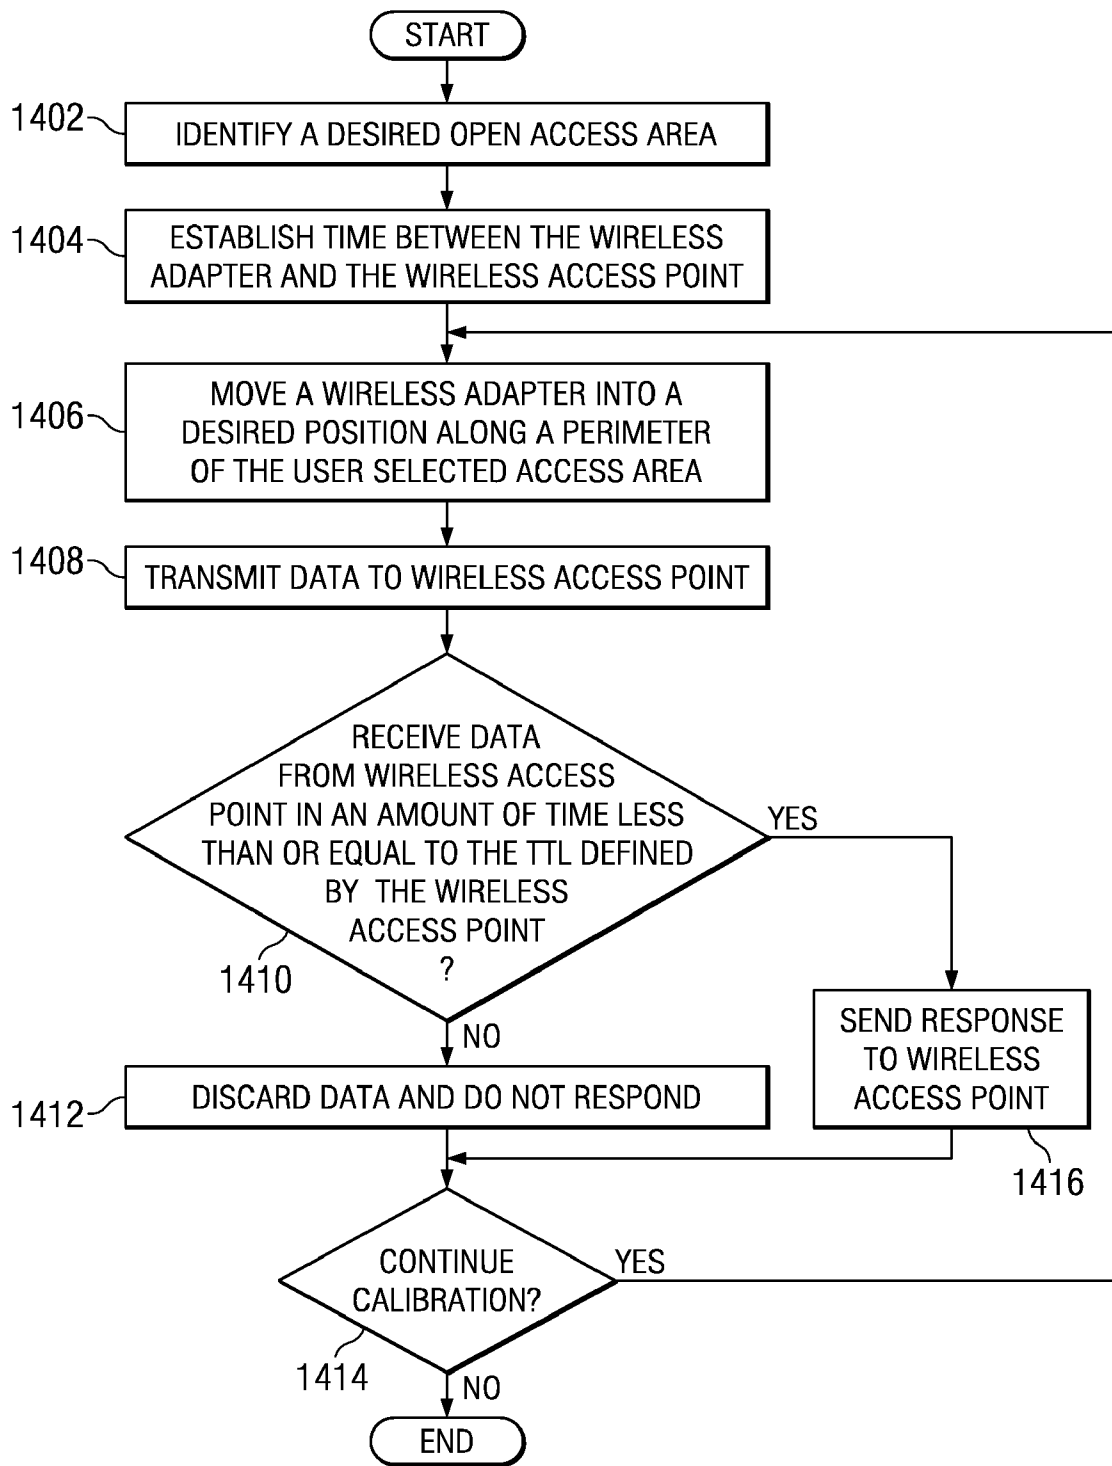 START
1402
IDENTIFY A DESIRED OPEN ACCESS AREA
1404
ESTABLISH TIME BETWEEN THE WIRELESS
ADAPTER AND THE WIRELESS ACCESS POINT
1406
MOVE A WIRELESS ADAPTER INTO A
DESIRED POSITION ALONG A PERIMETER
OF THE USER SELECTED ACCESS AREA
1408
TRANSMIT DATA TO WIRELESS ACCESS POINT
RECEIVE DATA
FROM WIRELESS ACCESS
POINT IN AN AMOUNT OF TIME LESS
THAN OR EQUAL TO THE TTL DEFINED
BY THE WIRELESS
ACCESS POINT
?
YES
1410
NO
SEND RESPONSE
TO WIRELESS
ACCESS POINT
1416
1412
DISCARD DATA AND DO NOT RESPOND
CONTINUE
CALIBRATION?
YES
1414
NO
END